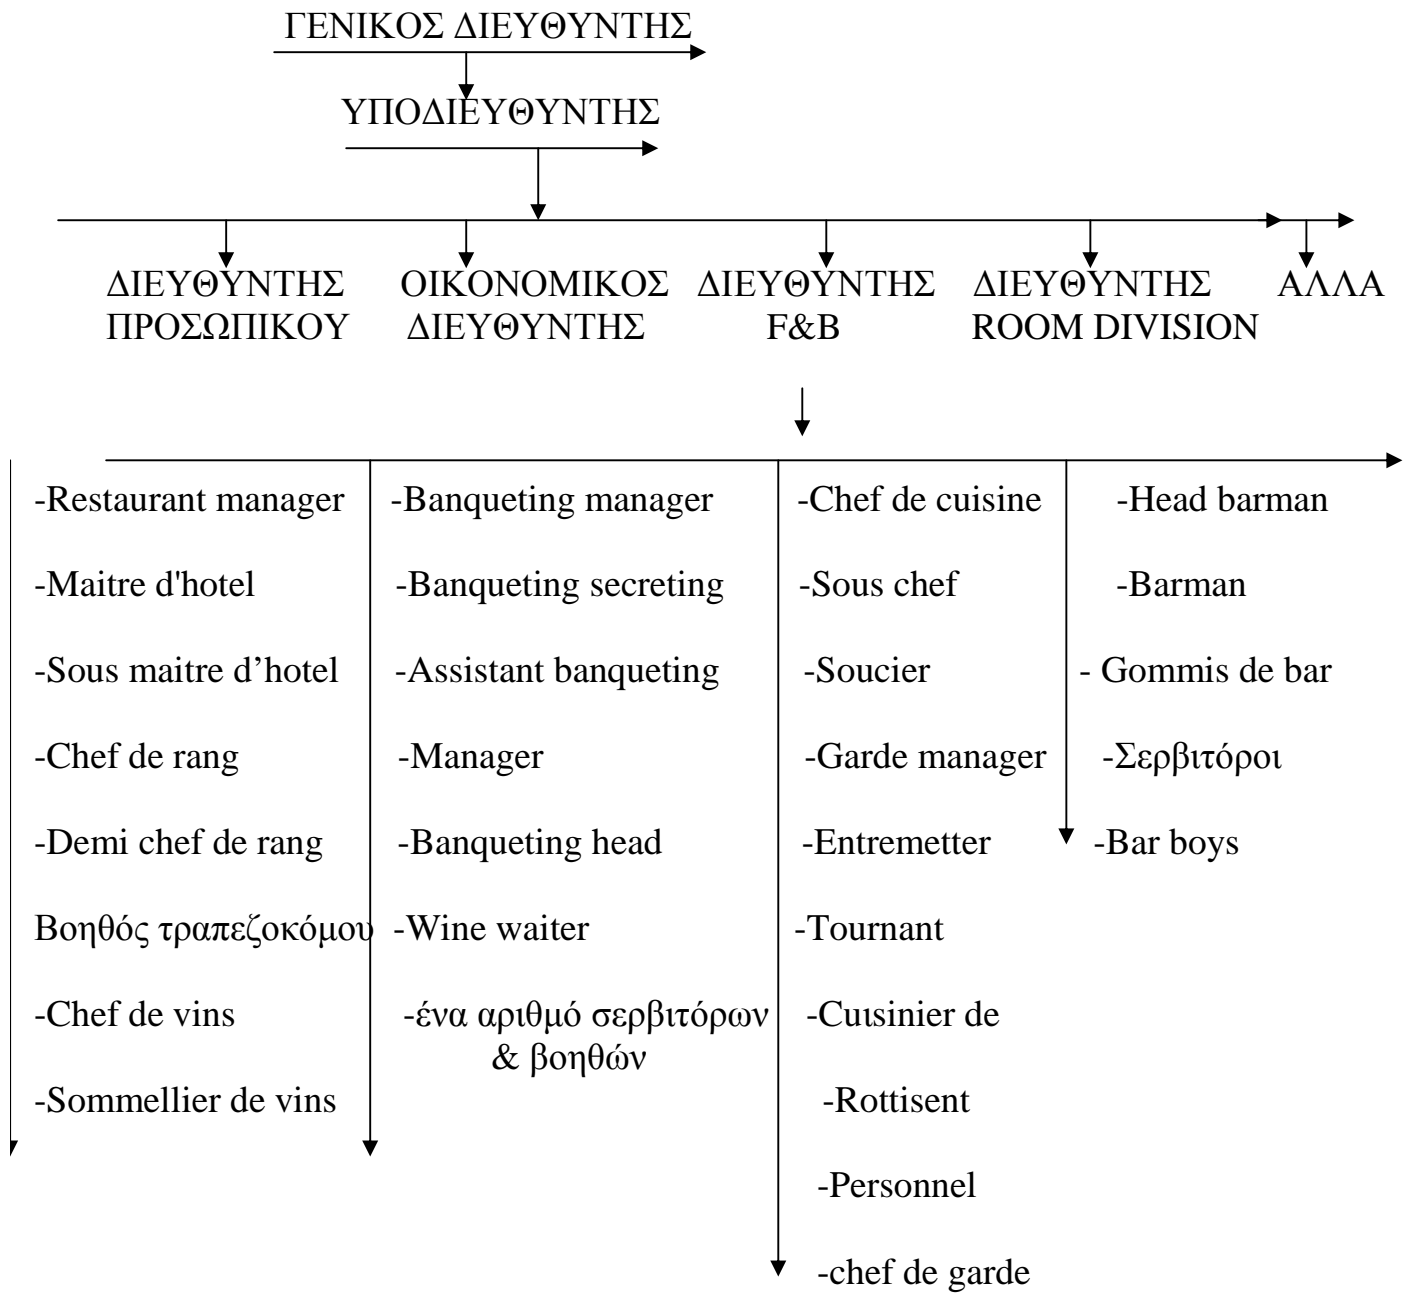 ΓΕΝΙΚΟΣ ΔΙΕΥΘΥΝΤΗΣ
ΥΠΟΔΙΕΥΘΥΝΤΗΣ
ΔΙΕΥΘΥΝΤΗΣ ΟΙΚΟΝΟΜΙΚΟΣ ΔΙΕΥΘΥΝΤΗΣ ΔΙΕΥΘΥΝΤΗΣ ΑΛΛΑ
ΠΡΟΣΩΠΙΚΟΥ ΔΙΕΥΘΥΝΤΗΣ F&B ROOM DIVISION
-Restaurant manager -Banqueting manager -Chef de cuisine -Head barman
-Maitre d'hotel -Banqueting secreting -Sous chef -Barman
-Sous maitre d’hotel -Assistant banqueting -Soucier - Gommis de bar
-Chef de rang -Manager -Garde manager -Σερβιτόροι
-Demi chef de rang -Banqueting head -Entremetter -Bar boys
Βοηθός τραπεζοκόμου -Wine waiter -Tournant
-Chef de vins -ένα αριθμό σερβιτόρων -Cuιsinier de
& βοηθών
-Sommellier de vins -Rottisent
-Personnel
-chef de garde